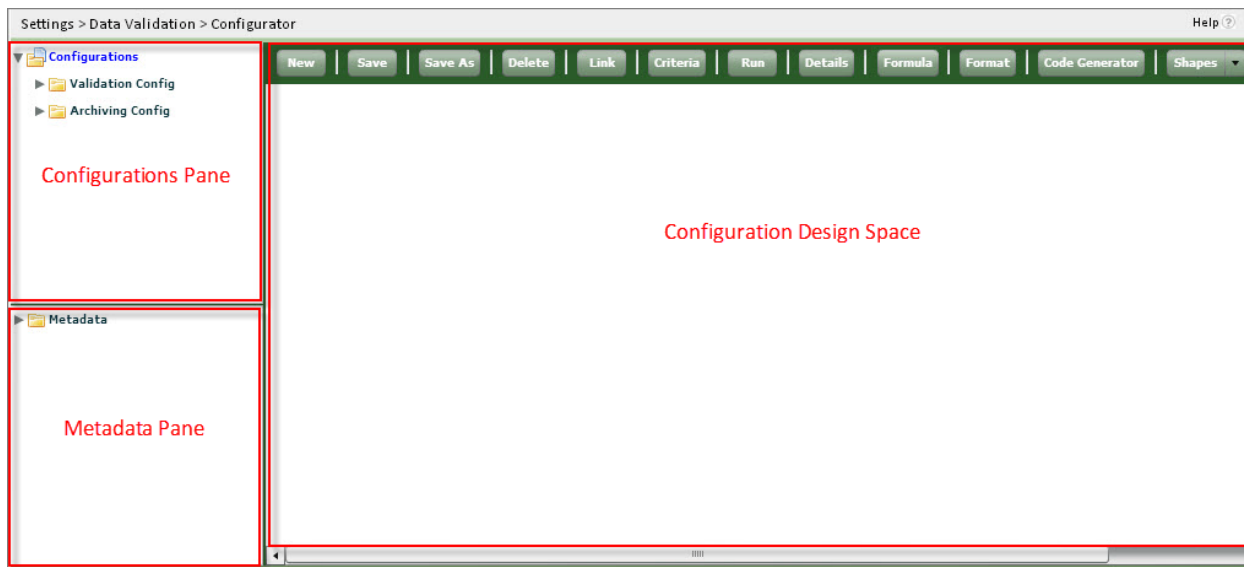 Settings > Data Validation > Configurator
Help ?
Configurations
Validation Config
Archiving Config
Configurations Pane
Metadata
Metadata Pane
New Save Save As Delete Link Criteria Run Details Formula Format Code Generator Shapes
Configuration Design Space